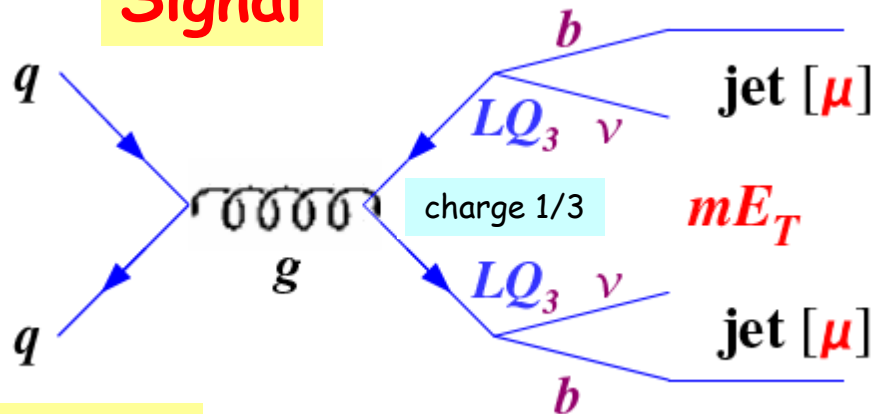 Signal
b
q
jet [μ]
LQ3 ν
charge 1/3
mET
g
LQ3 ν
jet [μ]
q
b